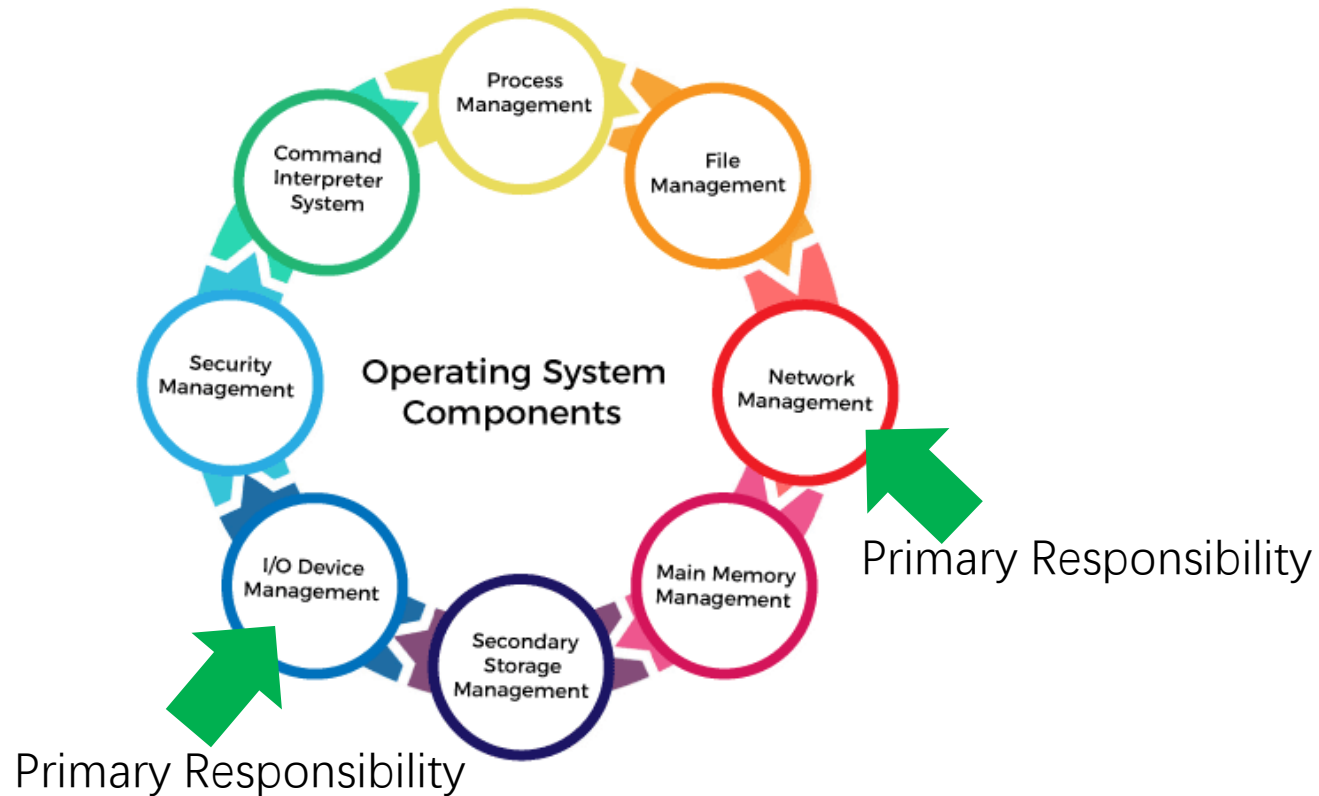 Process
Management
File
Management
Network
Management
Main Memory
Management
Secondary
Storage
Management
I/O Device
Management
Security
Management
Command
Interpreter
System
Operating System
Components
Primary Responsibility
Primary Responsibility